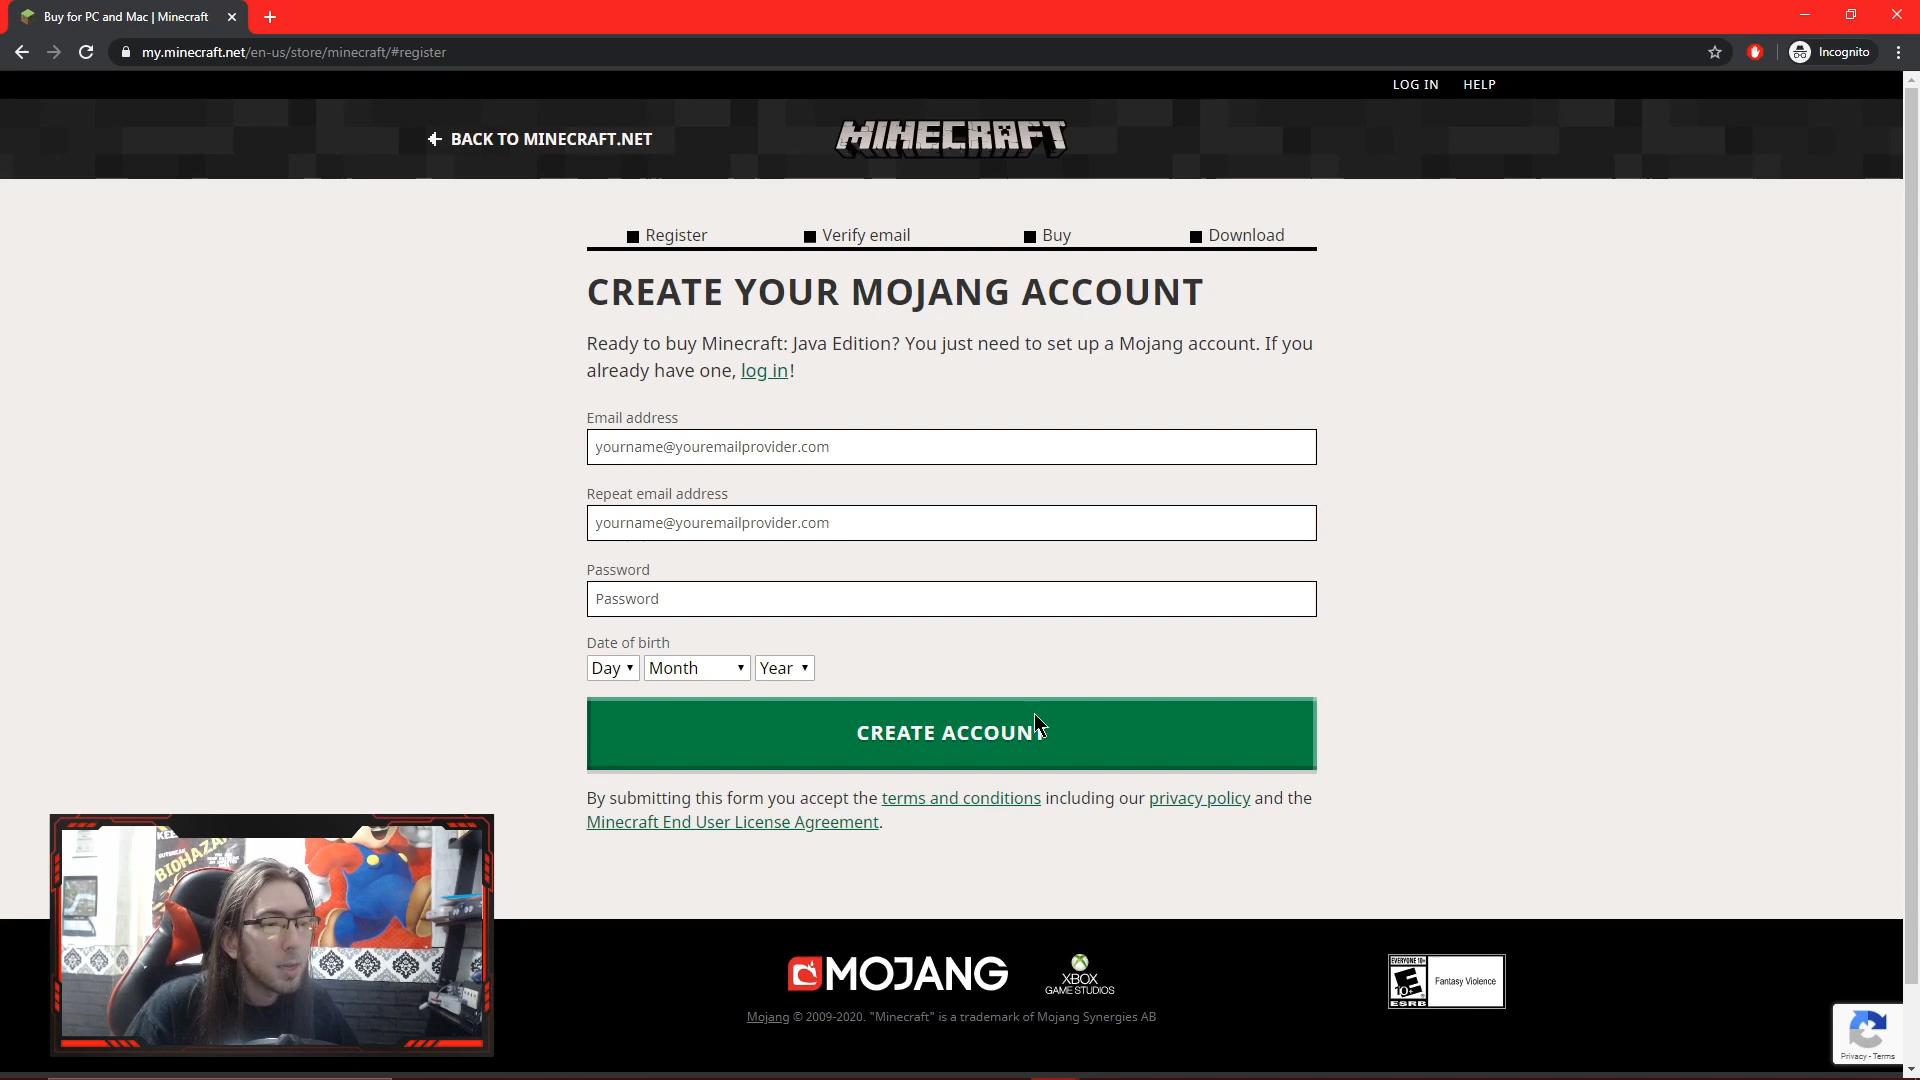 Buy for PC and Mac | Minecraft
my.minecraft.net/en-us/store/minecraft/#register
Incognito
LOG IN HELP
BACK TO MINECRAFT.NET
MINECRAFT
Register Verify email Buy Download
CREATE YOUR MOJANG ACCOUNT
Ready to buy Minecraft: Java Edition? You just need to set up a Mojang account. If you
already have one, log in!
Email address
yourname@youremailprovider.com
Repeat email address
yourname@youremailprovider.com
Password
Password
Date of birth
Day Month Year
CREATE ACCOUNT
By submitting this form you accept the terms and conditions including our privacy policy and the
Minecraft End User License Agreement.
BIOHAZARD
MOJANG
XBOX
GAME STUDIOS
EVERYONE 10+
E
10+
ESRB
Fantasy Violence
Mojang © 2009-2020. "Minecraft" is a trademark of Mojang Synergies AB
Privacy - Terms